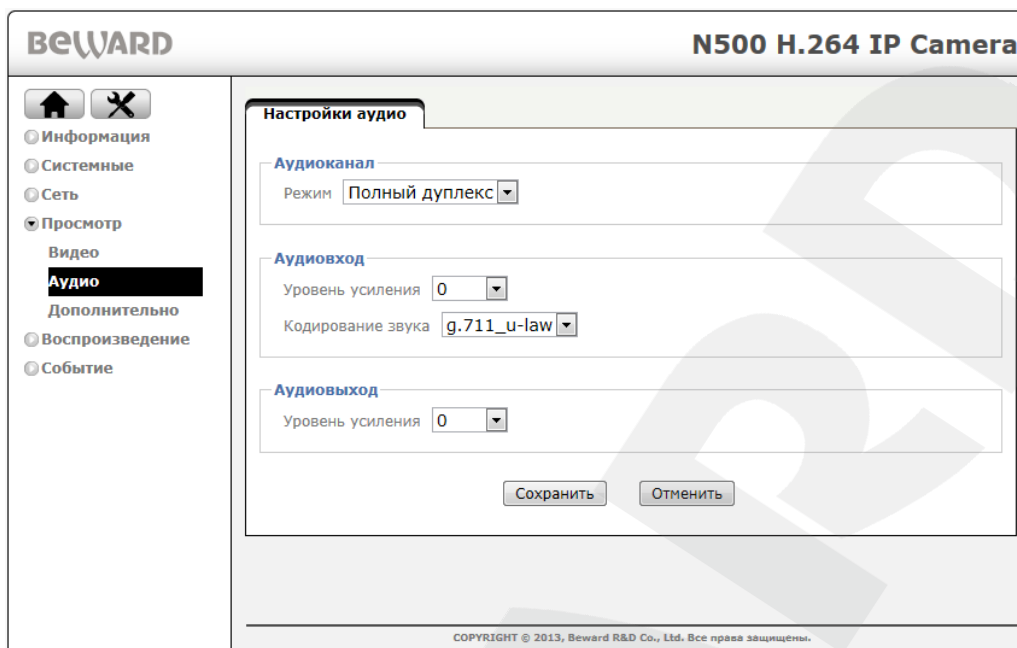 BEWARD
N500 H.264 IP Camera
Информация
Системные
Сеть
Просмотр
Видео
Аудио
Дополнительно
Воспроизведение
Событие
Настройки аудио
Аудиоканал
Режим Полный дуплекс
Аудиовход
Уровень усиления 0
Кодирование звука g.711_u-law
Аудиовыход
Уровень усиления 0
Сохранить Отменить
COPYRIGHT © 2013, Beward R&D Co., Ltd. Все права защищены.